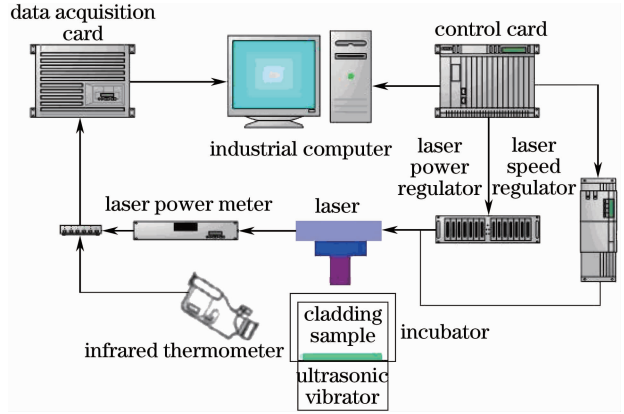 data acquisition
card
control card
industrial computer
laser
power
regulator
laser
speed
regulator
laser power meter
laser
infrared thermometer
cladding
sample
incubator
ultrasonic
vibrator